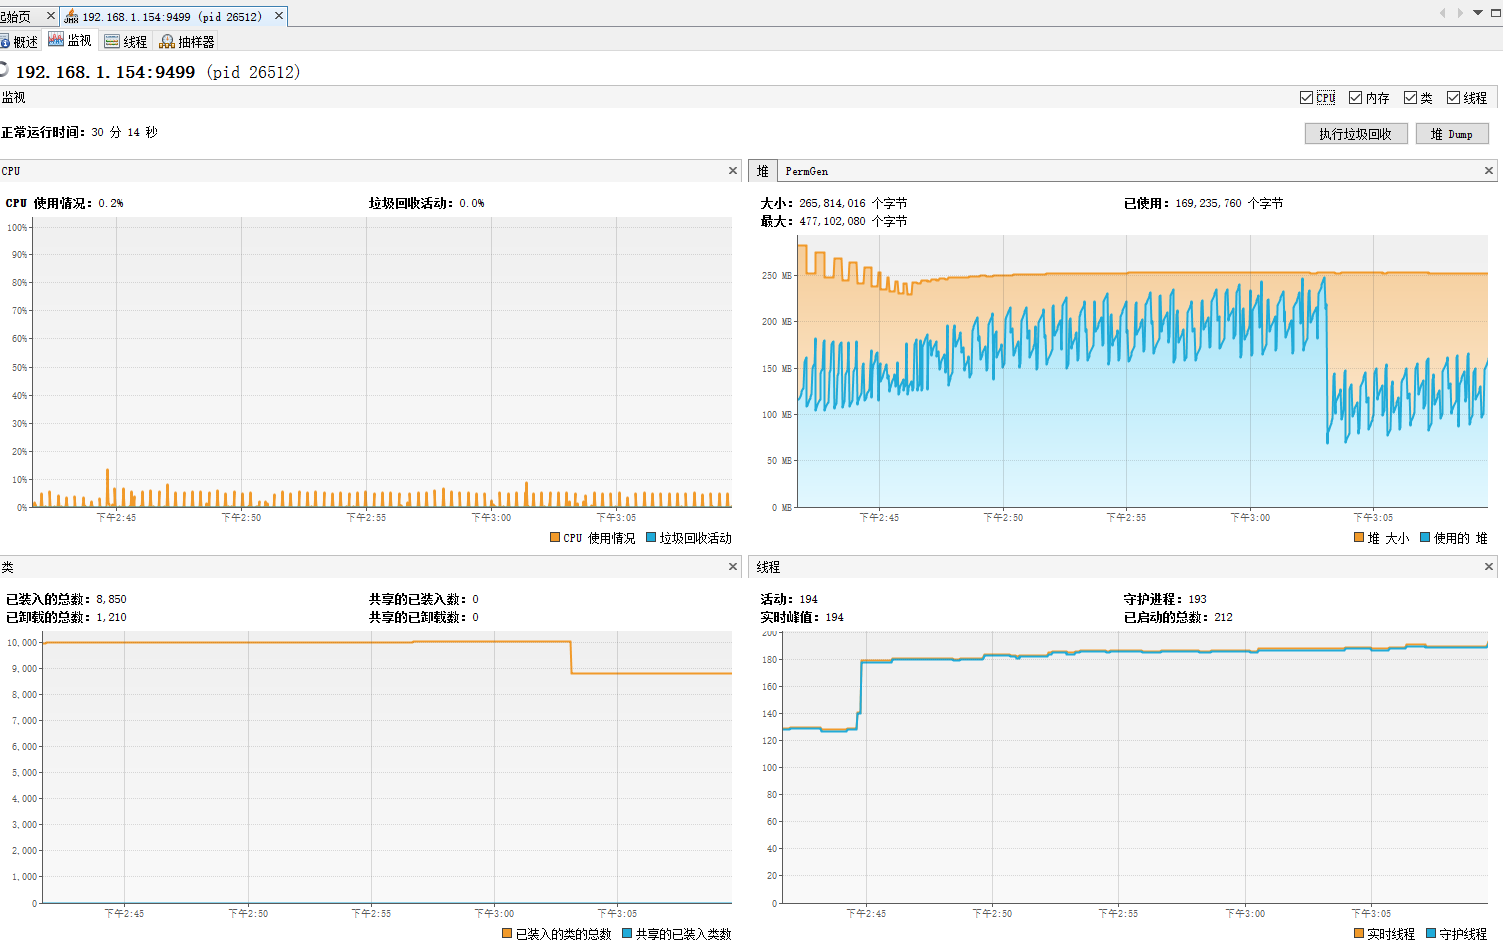 起始页
192.168.1.154:9499 (pid 26512)
概述 监视 线程 抽样器
192.168.1.154:9499 (pid 26512)
监视
CPU 内存 类 线程
正常运行时间: 30 分 14 秒
执行垃圾回收 堆 Dump
CPU
CPU 使用情况: 0.2% 垃圾回收活动: 0.0%
100%
90%
80%
70%
60%
50%
40%
30%
20%
10%
0%
下午2:45 下午2:50 下午2:55 下午3:00 下午3:05
CPU 使用情况 垃圾回收活动
堆 PermGen
大小: 265,814,016 个字节 已使用: 169,235,760 个字节
最大: 477,102,080 个字节
250 MB
200 MB
150 MB
100 MB
50 MB
0 MB
下午2:45 下午2:50 下午2:55 下午3:00 下午3:05
堆 大小 使用的 堆
类
已装入的总数: 8,850 共享的已装入数: 0
已卸载的总数: 1,210 共享的已卸载数: 0
10,000
9,000
8,000
7,000
6,000
5,000
4,000
3,000
2,000
1,000
0
下午2:45 下午2:50 下午2:55 下午3:00 下午3:05
已装入的类的总数 共享的已装入类数
线程
活动: 194 守护进程: 193
实时峰值: 194 已启动的总数: 212
200
180
160
140
120
100
80
60
40
20
0
下午2:45 下午2:50 下午2:55 下午3:00 下午3:05
实时线程 守护线程